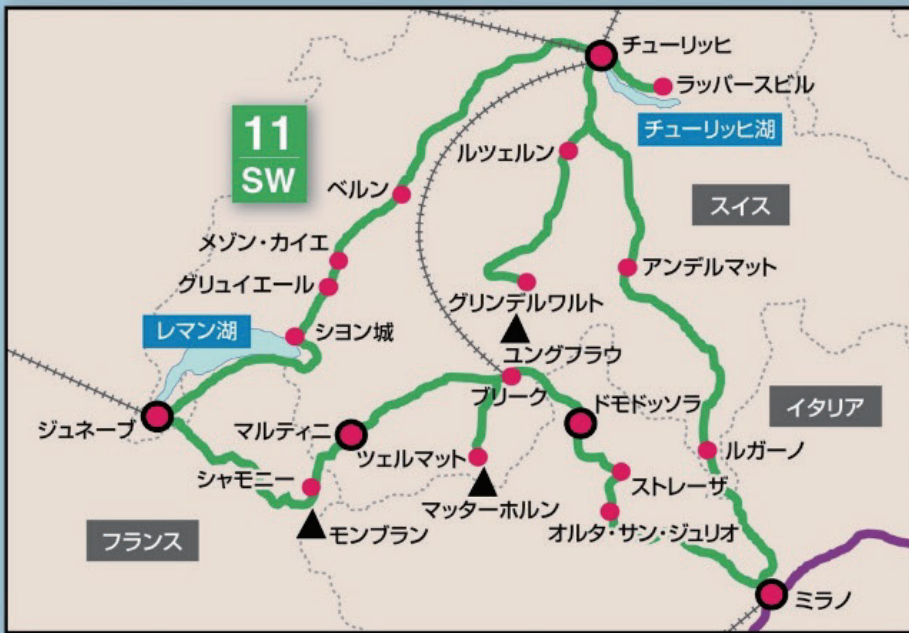 チューリッヒ
ラッパースビル
チューリッヒ湖
11
SW
ルツェルン
ベルン
スイス
メゾン・カイエ
アンデルマット
グリュイエール
グリンデルワルト
レマン湖
シヨン城
ユングフラウ
ブリーク
イタリア
ドモドッソラ
ジュネーブ
マルティニ
ツェルマット
ルガーノ
シャモニー
ストレーザ
マッターホルン
モンブラン
オルタ・サン・ジュリオ
フランス
ミラノ